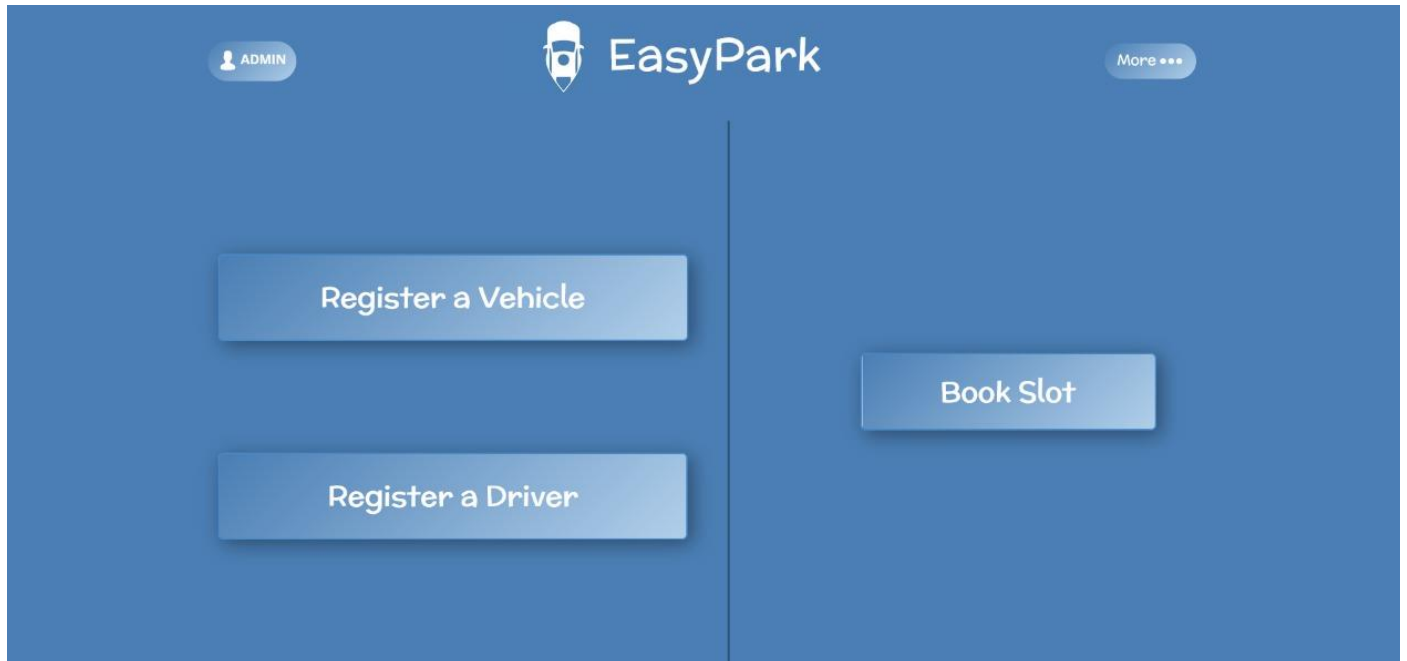 ADMIN
EasyPark
More •••
Register a Vehicle
Book Slot
Register a Driver